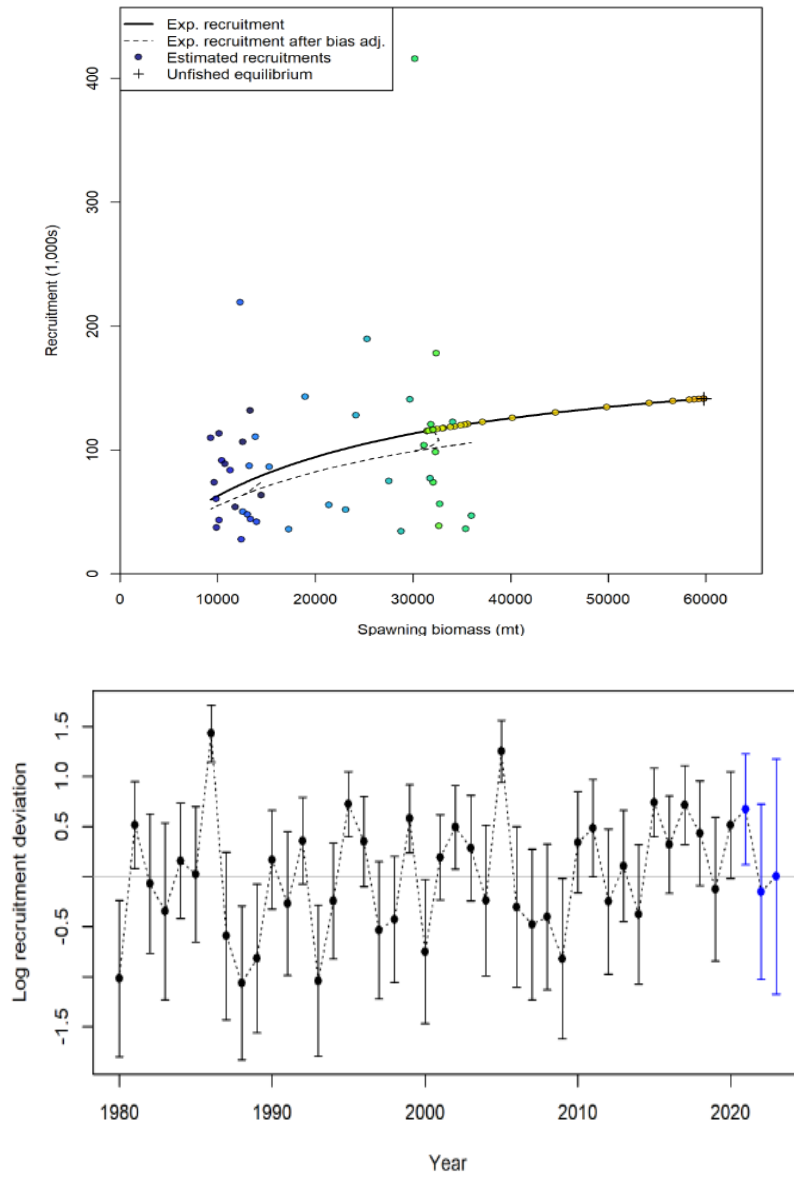 Exp. recruitment
Exp. recruitment after bias adj.
Estimated recruitments
Unfished equilibrium
Recruitment (1,000s)
400
300
200
100
0
0 10000 20000 30000 40000 50000 60000
Spawning biomass (mt)
Log recruitment deviation
1.5
1.0
0.5
-0.5
-1.5
1980 1990 2000 2010 2020
Year